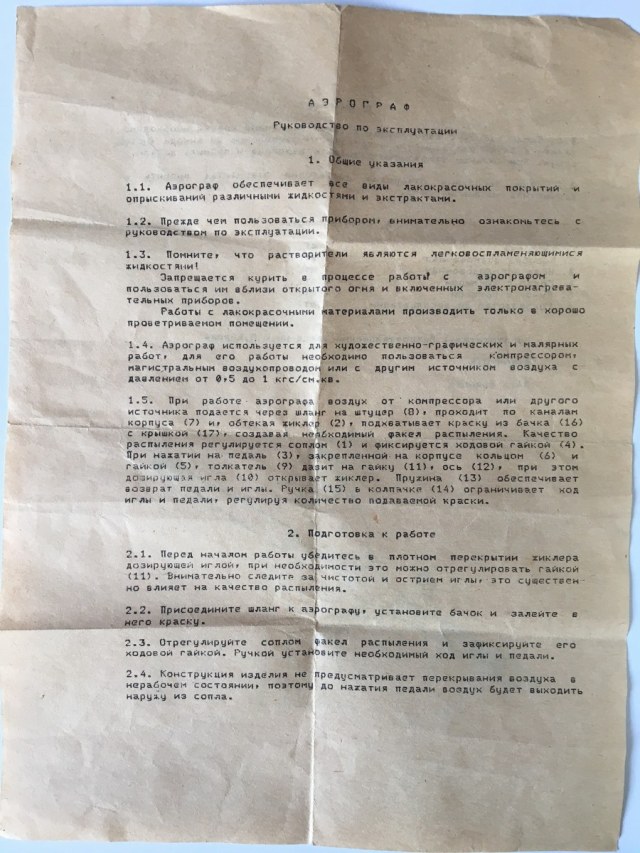 АЭРОГРАФ
Руководство по эксплуатации
1. Общие указания
1.1. Аэрограф обеспечивает все виды лакокрасочных покрытий и
опрыскиваний различными жидкостями и экстрактами.
1.2. Прежде чем пользоваться прибором, внимательно ознакомьтесь с
руководством по эксплуатации.
1.3. Помните, что растворители являются легковоспламеняющимися
жидкостями!
Запрещается курить в процессе работы с аэрографом и
пользоваться им вблизи открытого огня и включенных электронагрева-
тельных приборов.
Работы с лакокрасочными материалами производить только в хорошо
проветриваемом помещении.
1.4. Аэрограф используется для художественно-графических и малярных
работ, для его работы необходимо пользоваться компрессором,
магистральным воздухопроводом или с другим источником воздуха с
давлением от 0,5 до 1 кгс/см.кв.
1.5. При работе аэрографа воздух от компрессора или другого
источника подается через шланг на штуцер (8), проходит по каналам
корпуса (7) и, обтекая жиклер (2), подхватывает краску из бачка (16)
с крышкой (17), создавая необходимый факел распыления. Качество
распыления регулируется соплом (1) и фиксируется ходовой гайкой (4).
При нажатии на педаль (3), закрепленной на корпусе кольцом (6) и
гайкой (5), толкатель (9) давит на гайку (11), ось (12), при этом
дозирующая игла (10) открывает жиклер. Пружина (13) обеспечивает
возврат педали и иглы. Ручка (15) в колпачке (14) ограничивает ход
иглы и педали, регулируя количество подаваемой краски.
2. Подготовка к работе
2.1. Перед началом работы убедитесь в плотном перекрытии жиклера
дозирующей иглой, при необходимости это можно отрегулировать гайкой
(11). Внимательно следите за чистотой и острием иглы, это существен-
но влияет на качество распыления.
2.2. Присоедините шланг к аэрографу, установите бачок и залейте в
него краску.
2.3. Отрегулируйте соплом факел распыления и зафиксируйте его
ходовой гайкой. Ручкой установите необходимый ход иглы и педали.
2.4. Конструкция изделия не предусматривает перекрывания воздуха в
нерабочем состоянии, поэтому до нажатия педали воздух будет выходить
наружу из сопла.